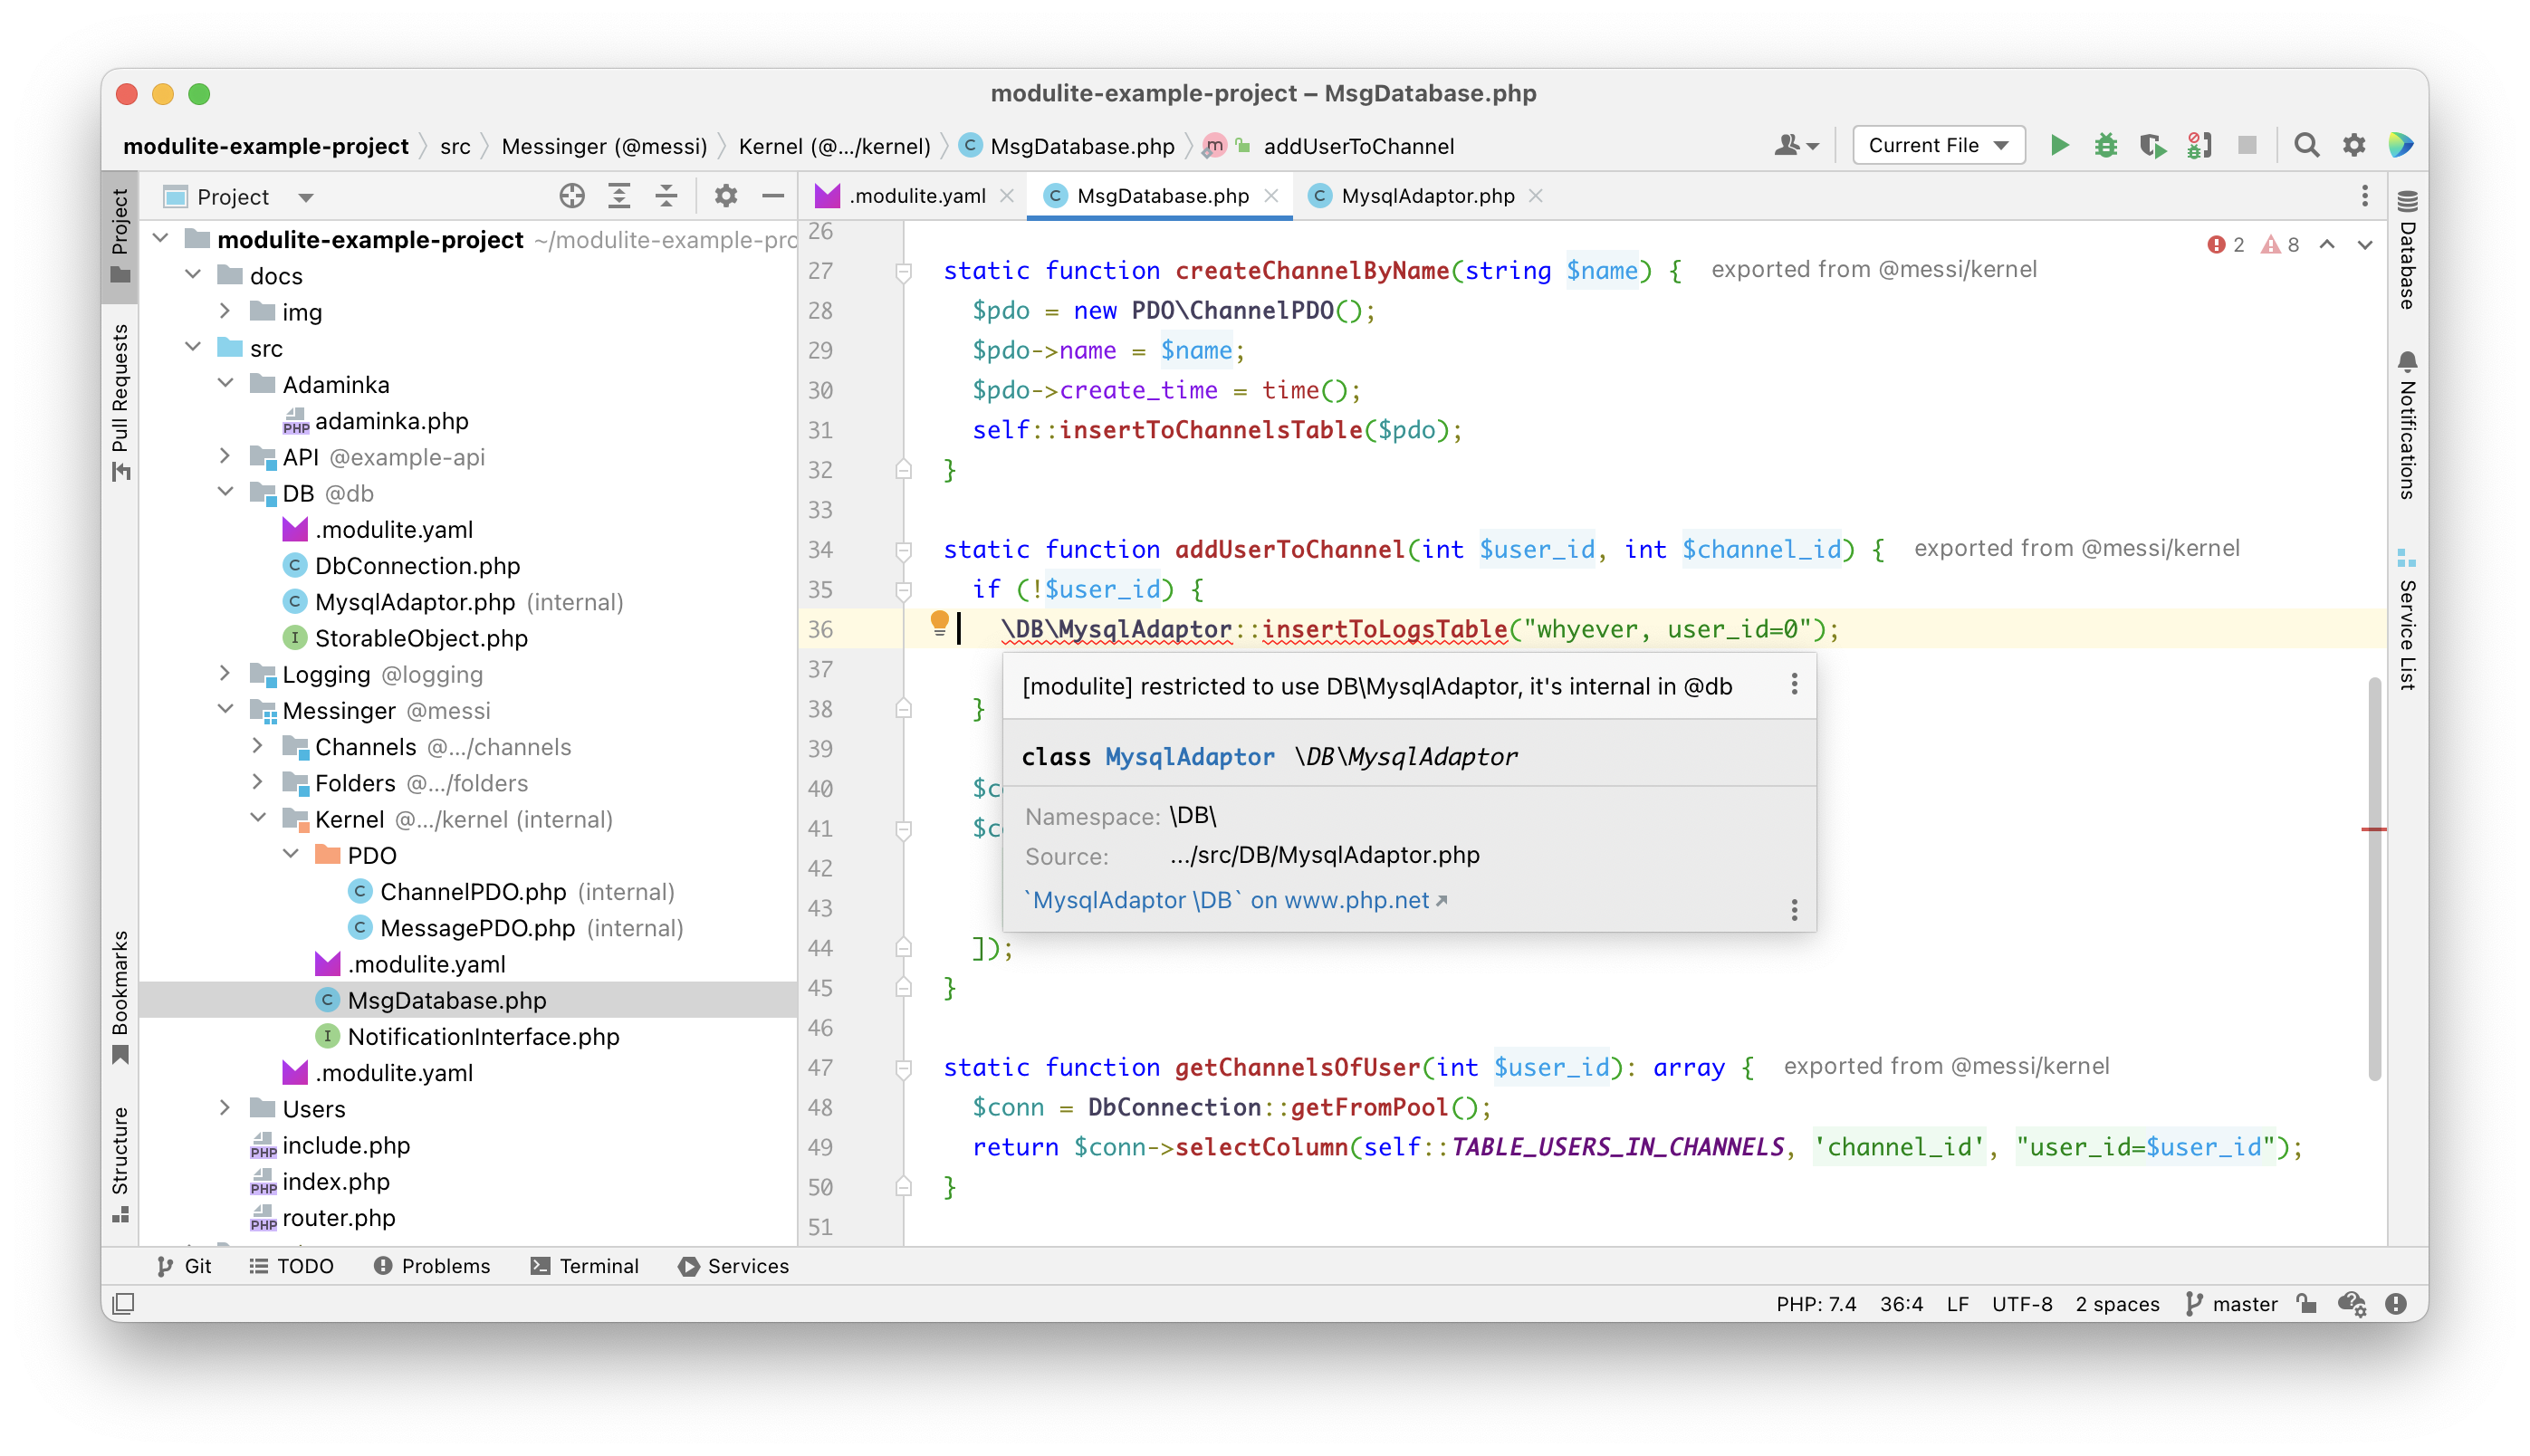 modulite-example-project – MsgDatabase.php
modulite-example-project src Messinger (@messi) Kernel (@.../kernel) C MsgDatabase.php m addUserToChannel Current File
Project
Pull Requests
Bookmarks
Structure
Project
modulite-example-project ~/modulite-example-pro
docs
img
src
Adaminka
PHP adaminka.php
API @example-api
DB @db
.modulite.yaml
C DbConnection.php
C MysqlAdaptor.php (internal)
I StorableObject.php
Logging @logging
Messinger @messi
Channels @.../channels
Folders @.../folders
Kernel @.../kernel (internal)
PDO
C ChannelPDO.php (internal)
C MessagePDO.php (internal)
.modulite.yaml
C MsgDatabase.php
I NotificationInterface.php
.modulite.yaml
Users
PHP include.php
PHP index.php
PHP router.php
.modulite.yaml C MsgDatabase.php C MysqlAdaptor.php
2 8
26
27 static function createChannelByName(string $name) { exported from @messi/kernel
28 $pdo = new PDO\ChannelPDO();
29 $pdo->name = $name;
30 $pdo->create_time = time();
31 self::insertToChannelsTable($pdo);
32 }
33
34 static function addUserToChannel(int $user_id, int $channel_id) { exported from @messi/kernel
35 if (!$user_id) {
36 \DB\MysqlAdaptor::insertToLogsTable("whyever, user_id=0");
37
38 }
39
40 $c
41 $c
42
43
44 ]);
45 }
46
47 static function getChannelsOfUser(int $user_id): array { exported from @messi/kernel
48 $conn = DbConnection::getFromPool();
49 return $conn->selectColumn(self::TABLE_USERS_IN_CHANNELS, 'channel_id', "user_id=$user_id");
50 }
51
[modulite] restricted to use DB\MysqlAdaptor, it's internal in @db
class MysqlAdaptor \DB\MysqlAdaptor
Namespace: \DB\
Source: .../src/DB/MysqlAdaptor.php
`MysqlAdaptor \DB` on www.php.net
Database
Notifications
Service List
Git TODO Problems Terminal Services
PHP: 7.4 36:4 LF UTF-8 2 spaces master